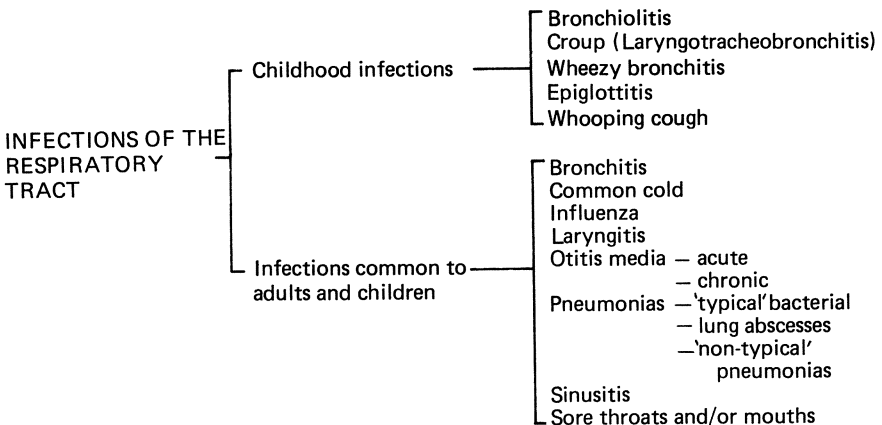 INFECTIONS OF THE
RESPIRATORY
TRACT
Childhood infections
Bronchiolitis
Croup (Laryngotracheobronchitis)
Wheezy bronchitis
Epiglottitis
Whooping cough
Infections common to
adults and children
Bronchitis
Common cold
Influenza
Laryngitis
Otitis media – acute
– chronic
Pneumonias – 'typical' bacterial
– lung abscesses
– 'non-typical'
pneumonias
Sinusitis
Sore throats and/or mouths